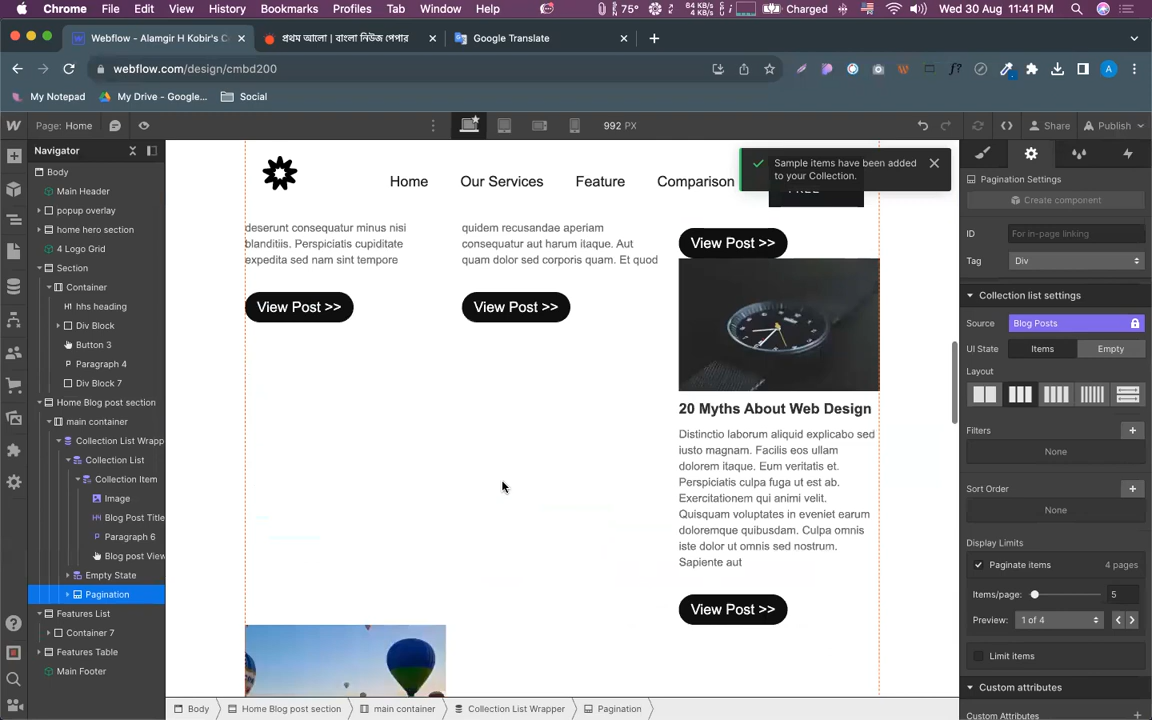 Chrome File Edit View History Bookmarks Profiles Tab Window Help 75° 64 KB/s 4 KB/s Charged Wed 30 Aug 11:41 PM
Webflow - Alamgir H Kobir's C প্রথম আলো | বাংলা নিউজ পেপার Google Translate
webflow.com/design/cmbd200
My Notepad My Drive - Google... Social
Page: Home 992 PX Share Publish
Navigator
Body
Main Header
popup overlay
home hero section
4 Logo Grid
Section
Container
hhs heading
Div Block
Button 3
Paragraph 4
Div Block 7
Home Blog post section
main container
Collection List Wrapp
Collection List
Collection Item
Image
Blog Post Title
Paragraph 6
Blog post View
Empty State
Pagination
Features List
Container 7
Features Table
Main Footer
Home Our Services Feature Comparison
Sample items have been added
to your Collection.
FREE
deserunt consequatur minus nisi
blanditiis. Perspiciatis cupiditate
expedita sed nam sint tempore
View Post >>
quidem recusandae aperiam
consequatur aut harum itaque. Aut
quam dolor sed corporis quam. Et quod
View Post >>
View Post >>
20 Myths About Web Design
Distinctio laborum aliquid explicabo sed
iusto magnam. Facilis eos ullam
dolorem itaque. Eum veritatis et.
Perspiciatis culpa fuga ut est ab.
Exercitationem qui animi velit.
Quisquam voluptates in eveniet earum
doloremque quibusdam. Culpa omnis
iste dolor ut omnis sed nostrum.
Sapiente aut
View Post >>
Pagination Settings
Create component
ID For in-page linking
Tag Div
Collection list settings
Source Blog Posts
UI State Items Empty
Layout
Filters
None
Sort Order
None
Display Limits
Paginate items 4 pages
Items/page: 5
Preview: 1 of 4
Limit items
Custom attributes
Custom Attributes
Body Home Blog post section main container Collection List Wrapper Pagination